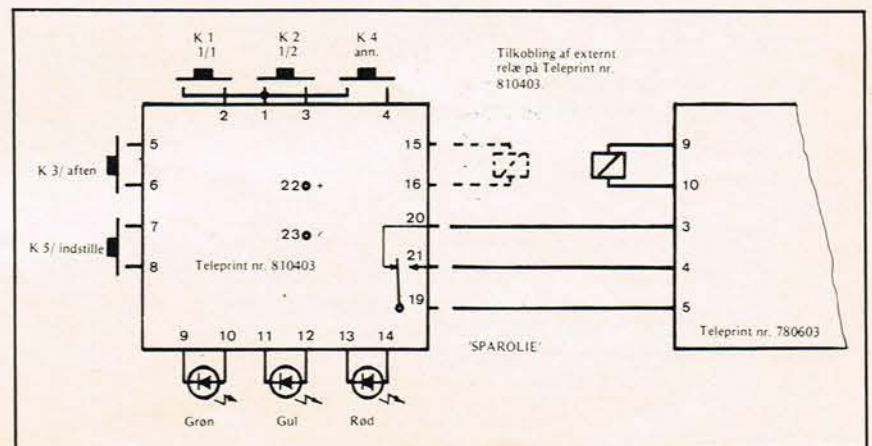 K 1
1/1
K 2
1/2
K 4
ann.
Tilkobling af externt
relæ på Teleprint nr.
810403.
2 1 3 4
5
K 3/ aften
6
7
K 5/ indstille
8
22 +
23 -
Teleprint nr. 810403
15
16
20
21
19
9 10 11 12 13 14
Grøn Gul Rød
'SPAROLIE'
9
10
3
4
5
Teleprint nr. 780603